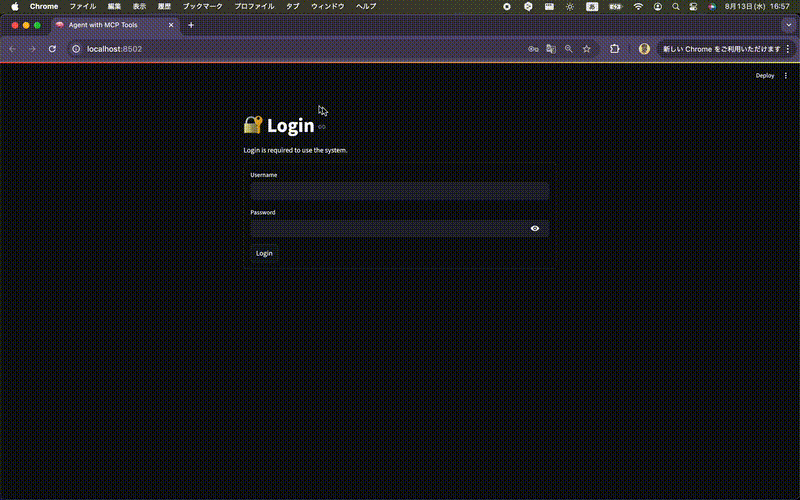 Chrome ファイル 編集 表示 履歴 ブックマーク プロファイル タブ ウィンドウ ヘルプ あ 8月13日(水) 16:57
Agent with MCP Tools
localhost:8502 新しい Chrome をご利用いただけます
Deploy
Login
Login is required to use the system.
Username
Password
Login